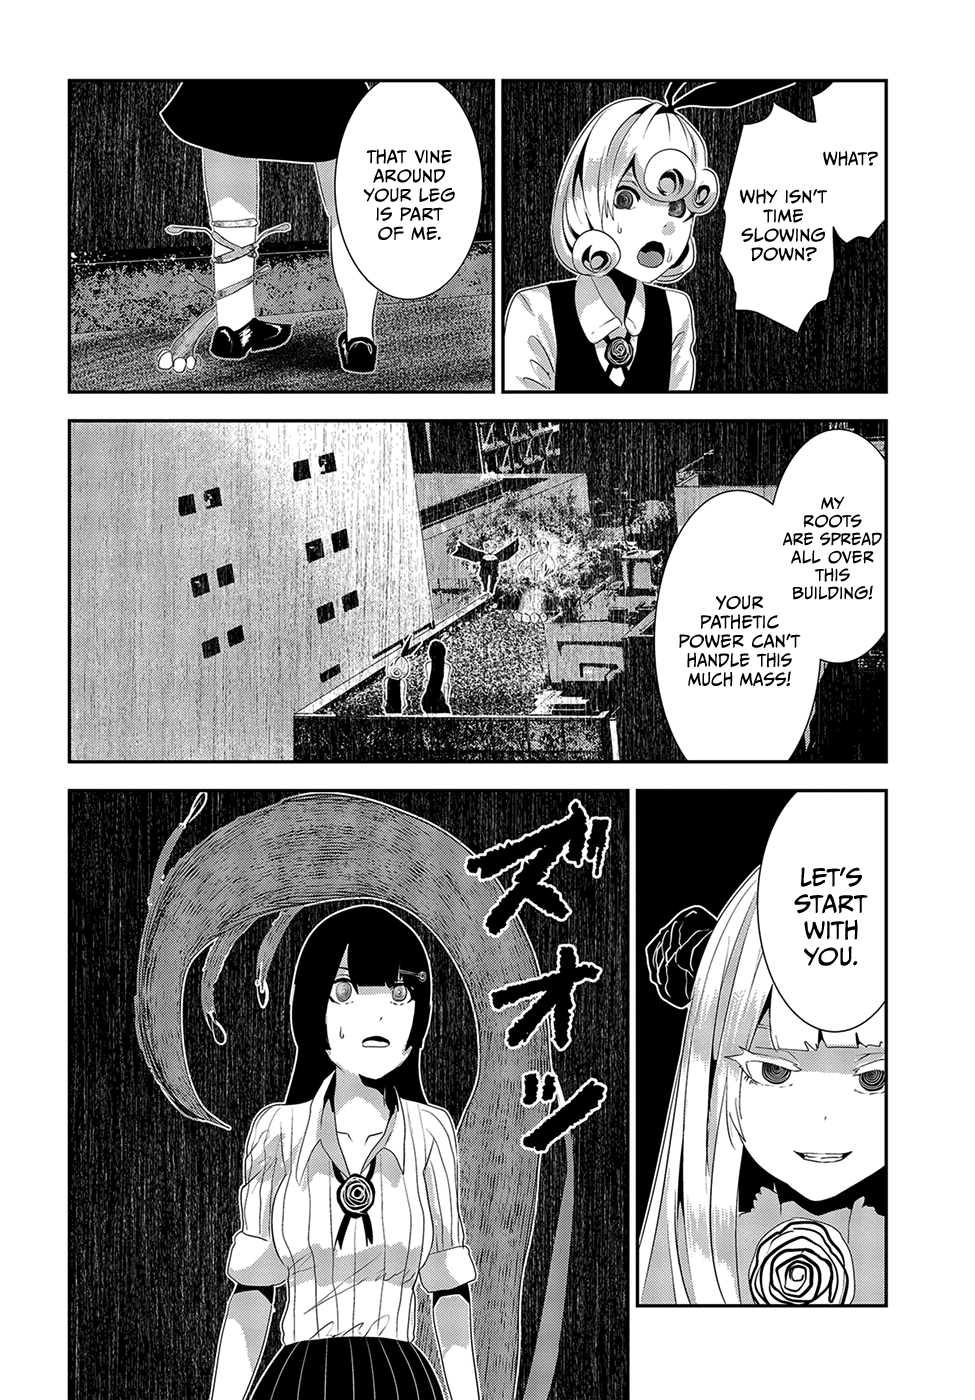 WHAT?
WHY ISN'T
TIME
SLOWING
DOWN?
THAT VINE
AROUND
YOUR LEG
IS PART
OF ME.
MY
ROOTS
ARE SPREAD
ALL OVER
THIS
BUILDING!
YOUR
PATHETIC
POWER CAN'T
HANDLE THIS
MUCH MASS!
LET'S
START
WITH
YOU.
ズオッ